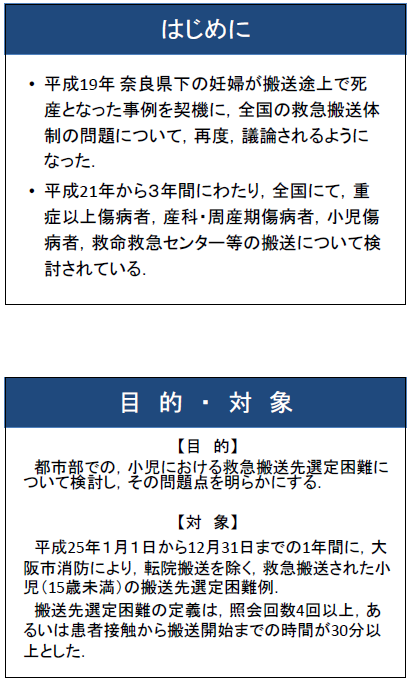 はじめに
• 平成19年 奈良県下の妊婦が搬送途上で死
産となった事例を契機に，全国の救急搬送体
制の問題について，再度，議論されるように
なった．
• 平成21年から３年間にわたり，全国にて，重
症以上傷病者，産科・周産期傷病者，小児傷
病者，救命救急センター等の搬送について検
討されている．
目 的 ・ 対 象
【目 的】
都市部での，小児における救急搬送先選定困難に
ついて検討し，その問題点を明らかにする．
【対 象】
平成25年１月１日から12月31日までの1年間に，大
阪市消防により，転院搬送を除く，救急搬送された小
児（15歳未満）の搬送先選定困難例．
搬送先選定困難の定義は，照会回数4回以上，あ
るいは患者接触から搬送開始までの時間が30分以
上とした．